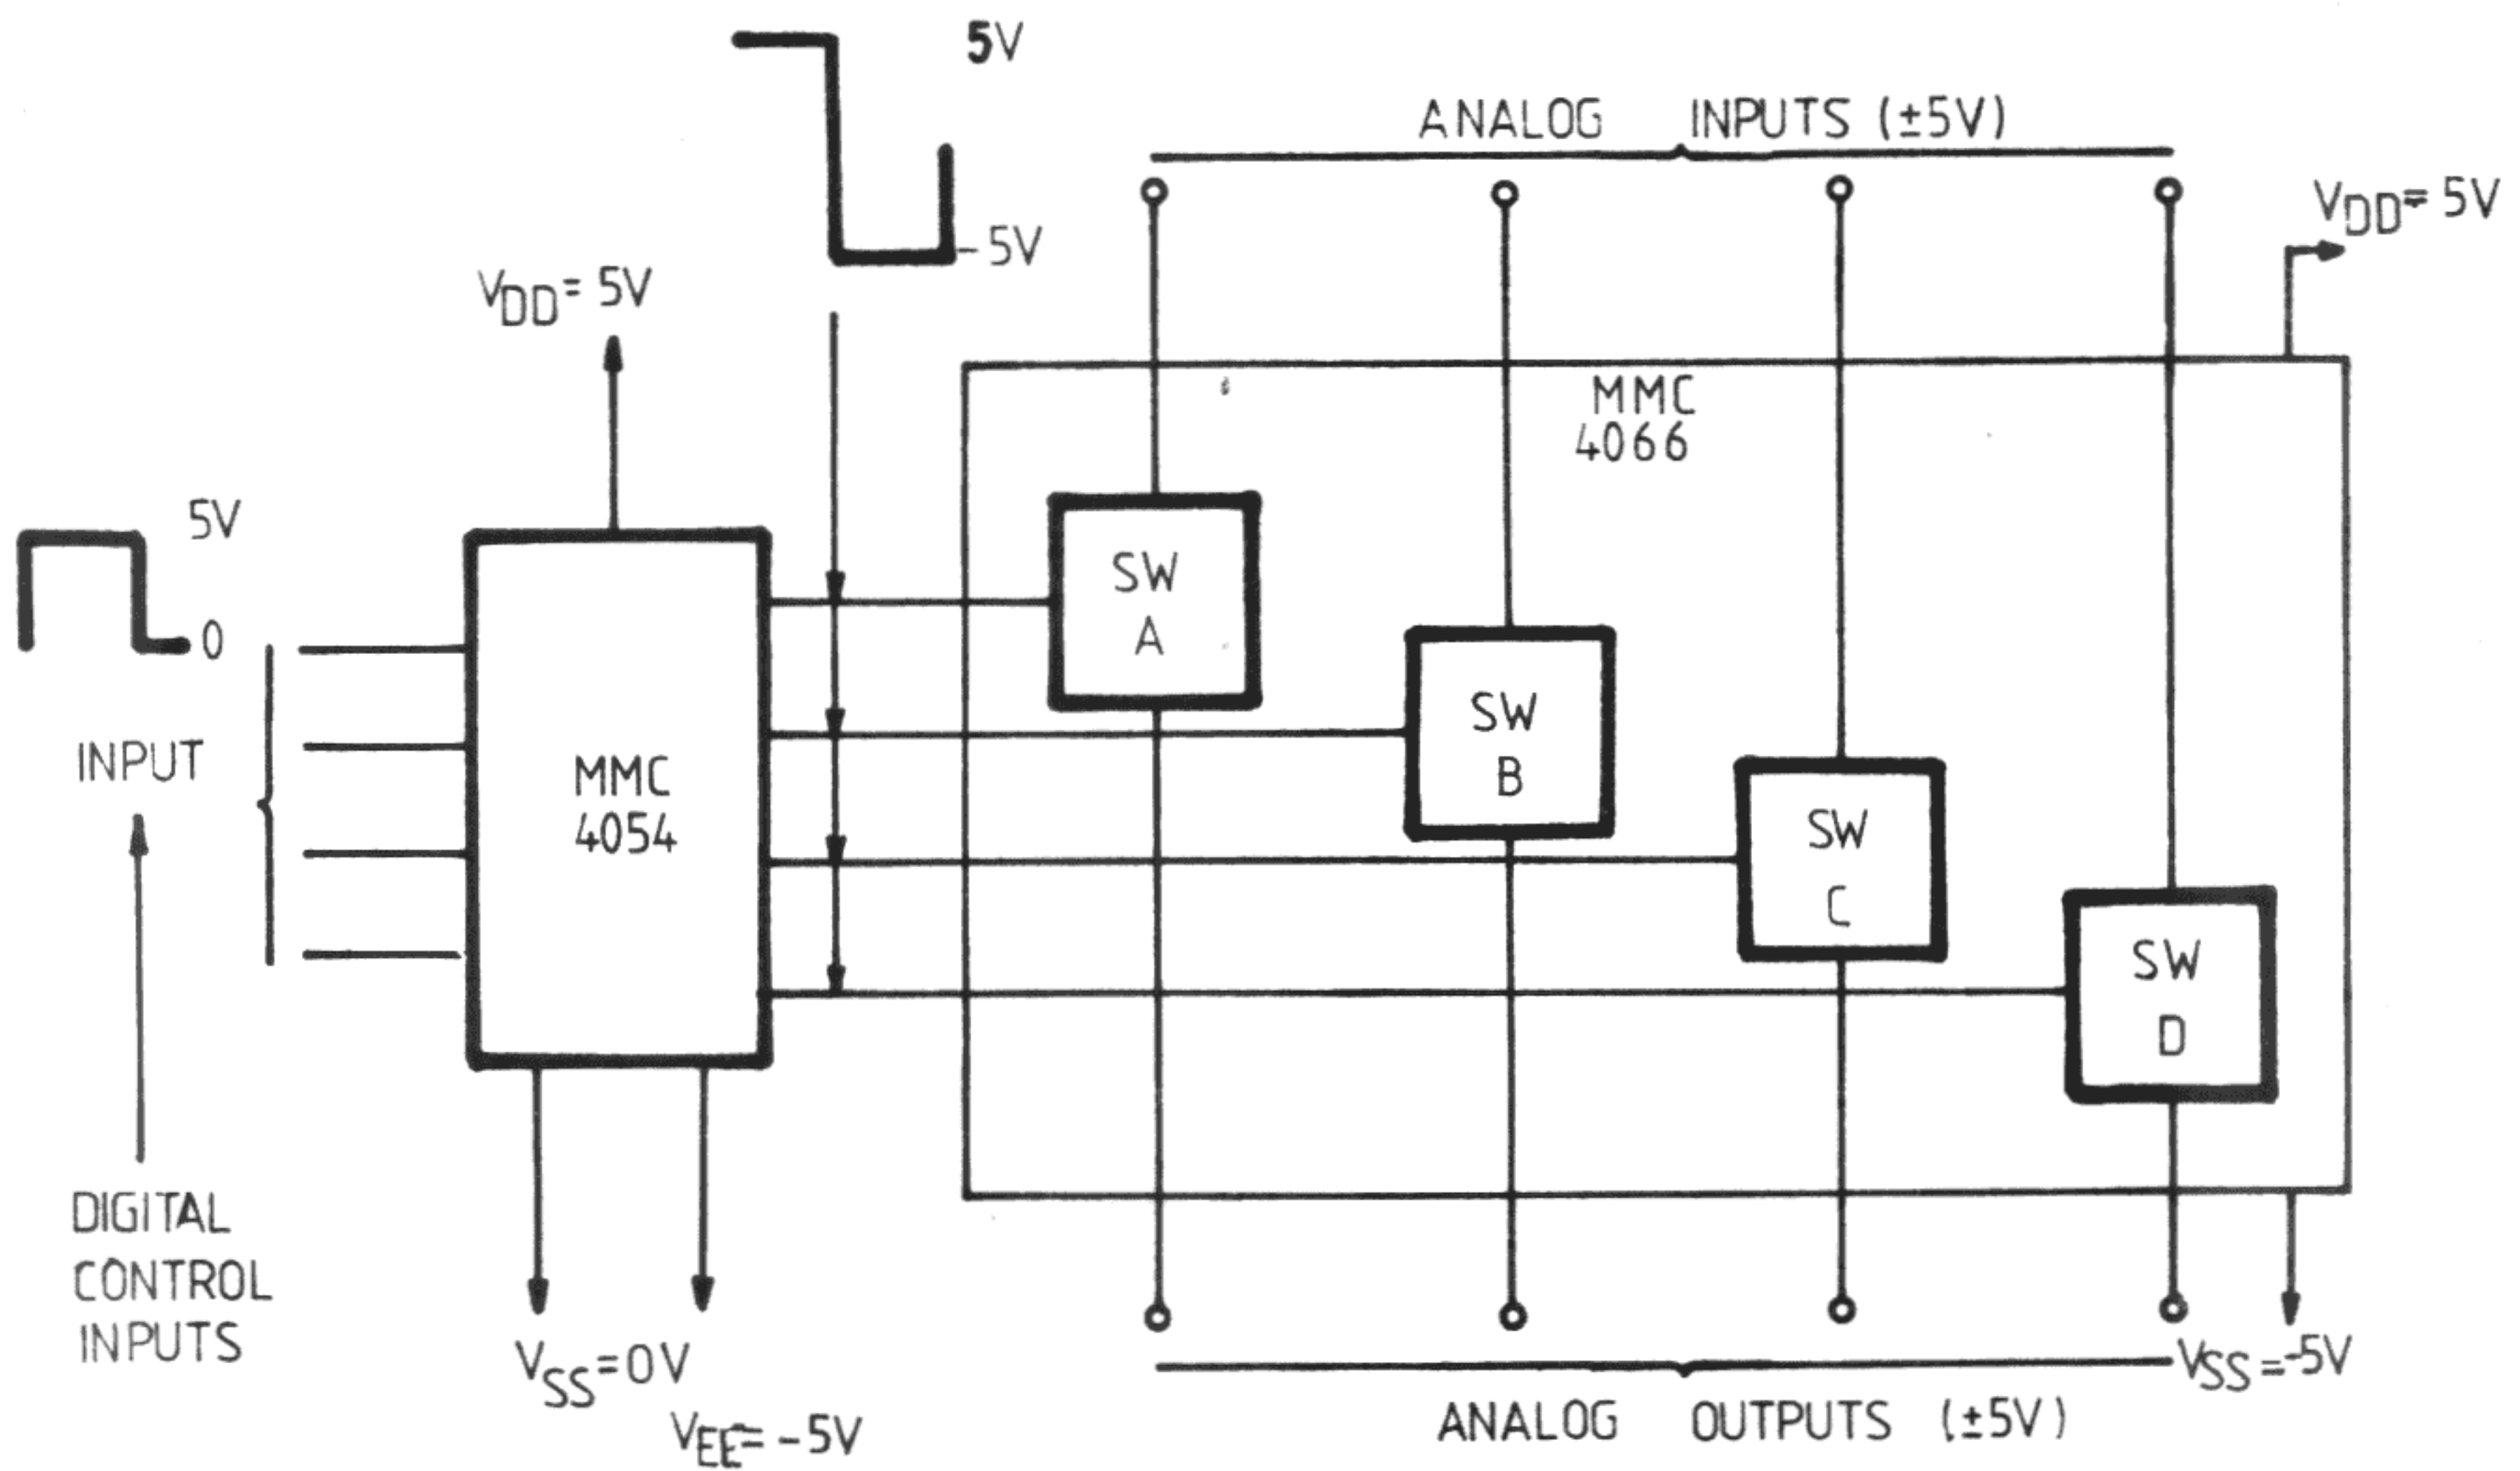 5V
-5V
ANALOG INPUTS (±5V)
VDD= 5V
VDD= 5V
MMC
4066
5V
0
INPUT
MMC
4054
SW
A
SW
B
SW
C
SW
D
DIGITAL
CONTROL
INPUTS
VSS=0V
VEE=-5V
VSS=-5V
ANALOG OUTPUTS (±5V)